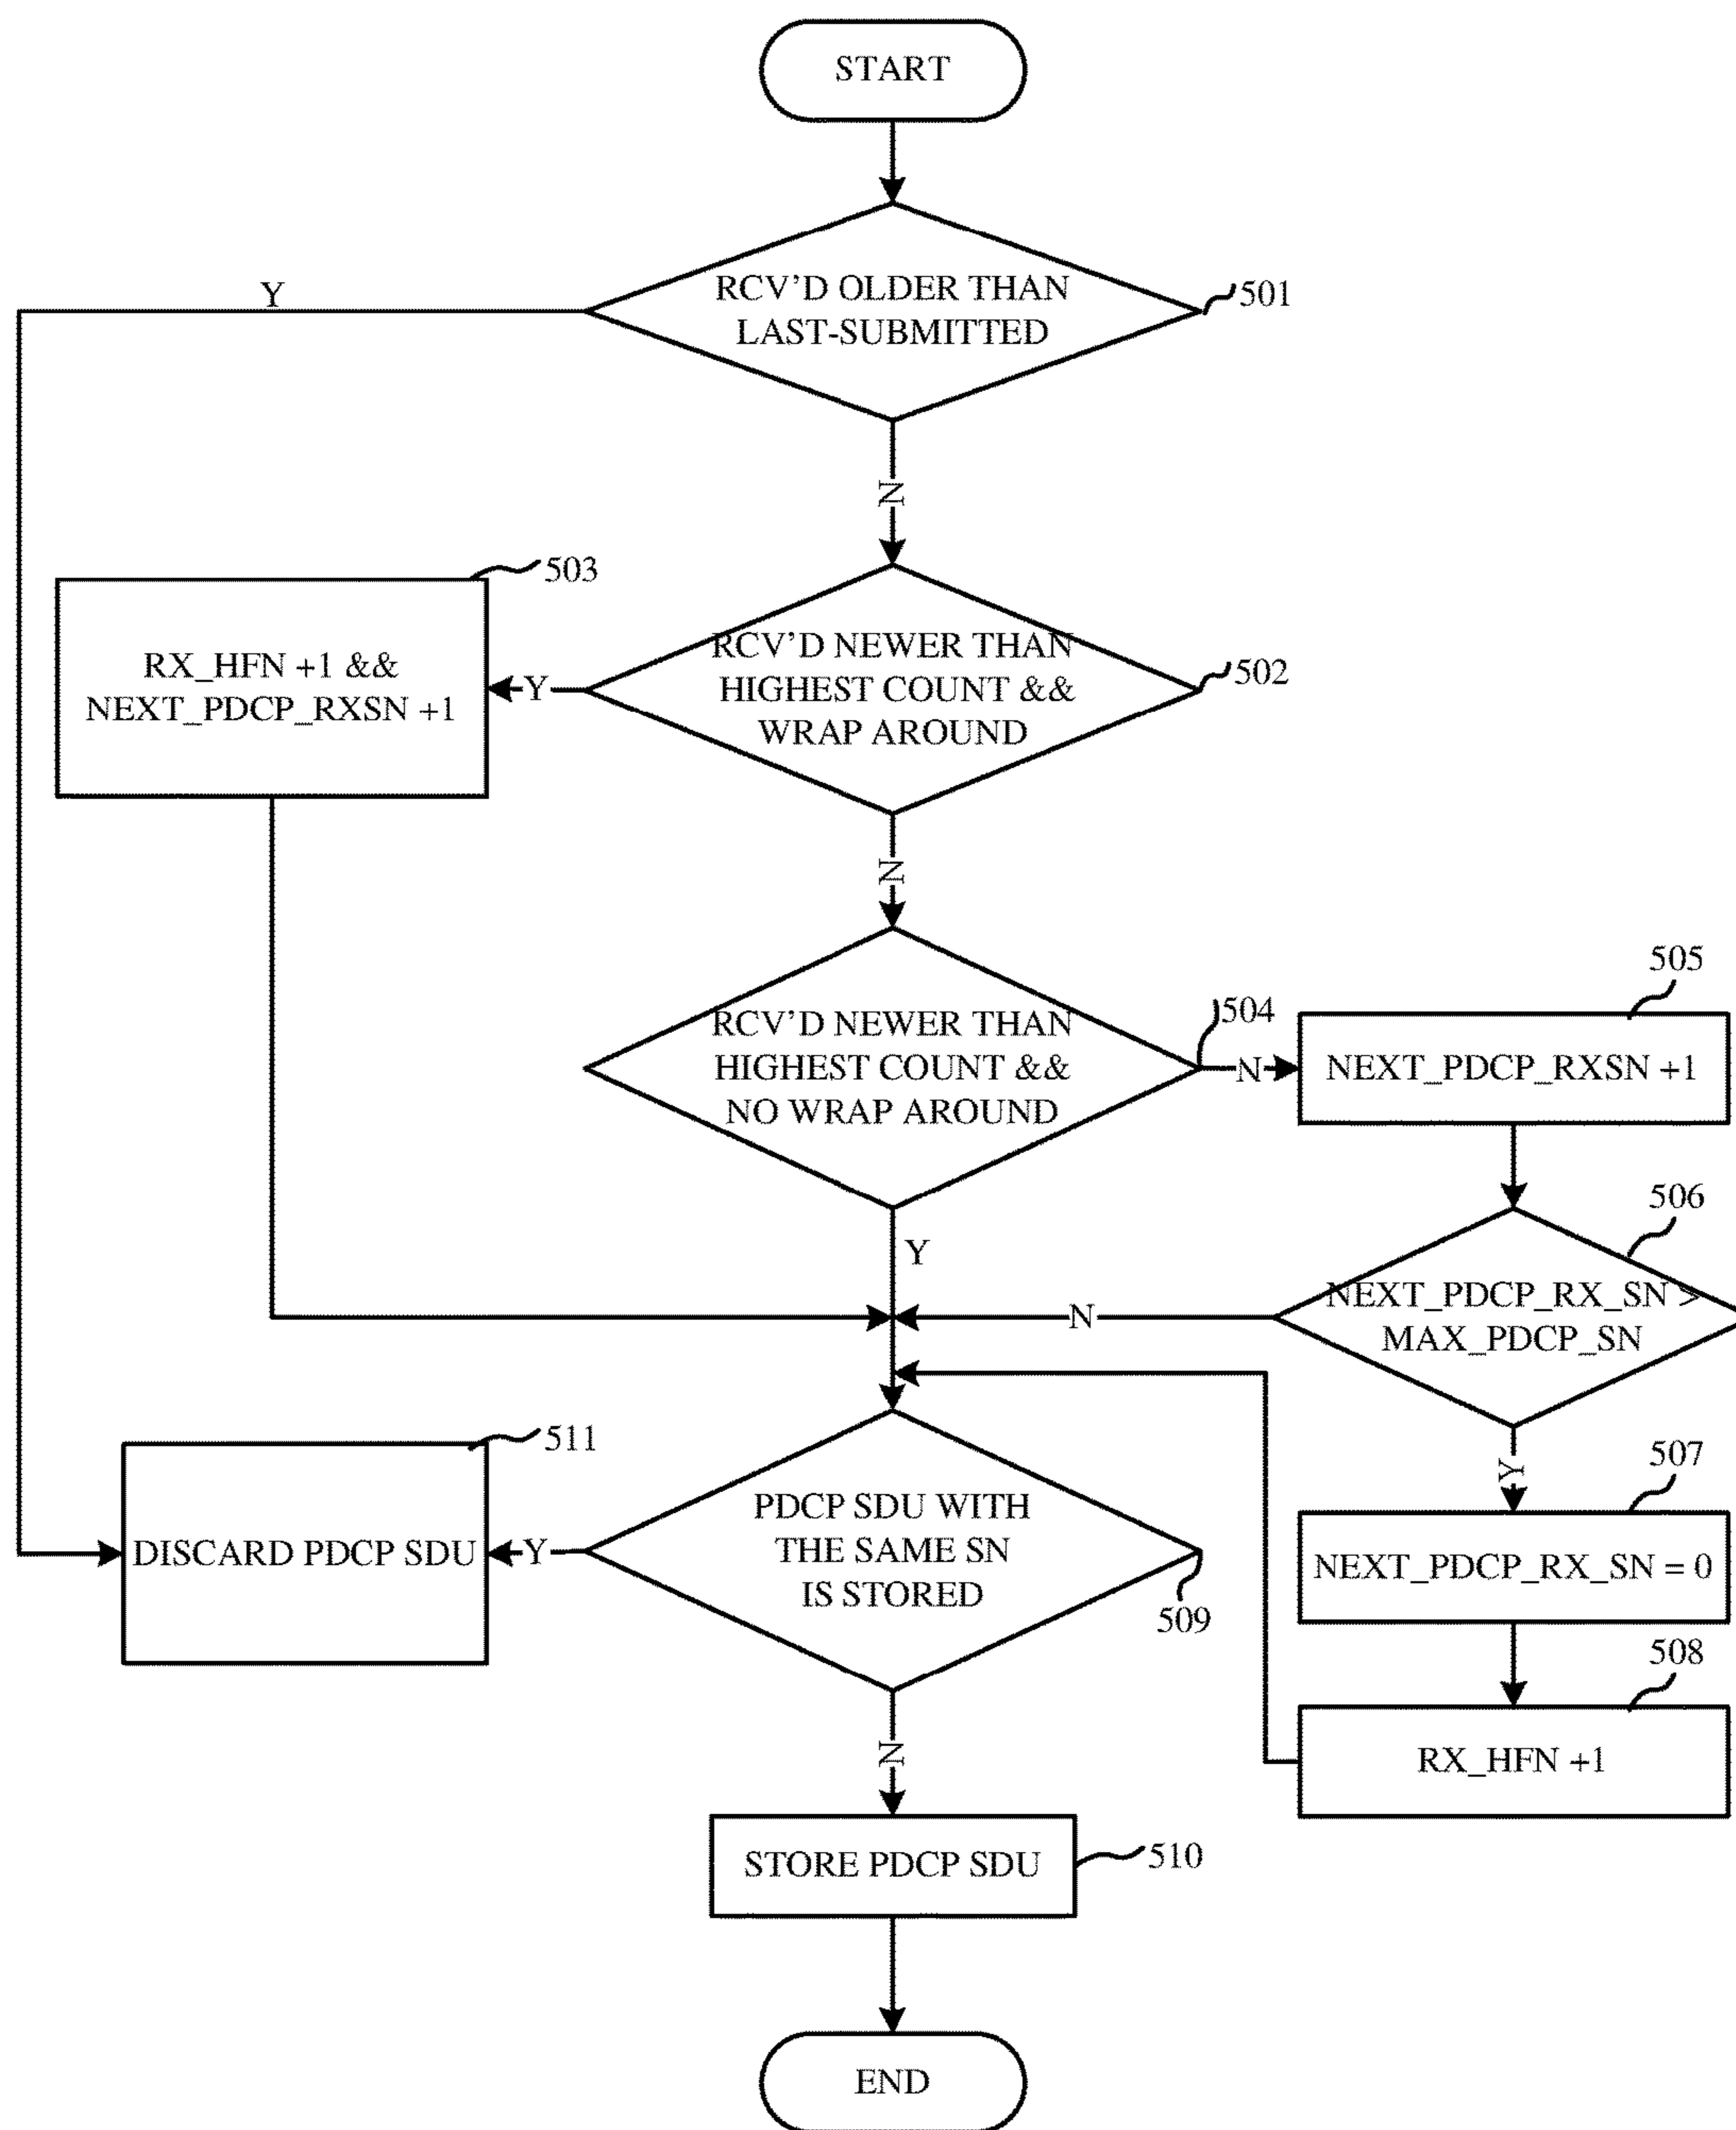 START
RCV'D OLDER THAN
LAST-SUBMITTED
501
Y
N
503
RX_HFN +1 &&
NEXT_PDCP_RXSN +1
Y
RCV'D NEWER THAN
HIGHEST COUNT &&
WRAP AROUND
502
N
RCV'D NEWER THAN
HIGHEST COUNT &&
NO WRAP AROUND
504
N
505
NEXT_PDCP_RXSN +1
Y
506
NEXT_PDCP_RX_SN >
MAX_PDCP_SN
N
Y
507
NEXT_PDCP_RX_SN = 0
508
RX_HFN +1
511
DISCARD PDCP SDU
Y
PDCP SDU WITH
THE SAME SN
IS STORED
509
N
STORE PDCP SDU
510
END